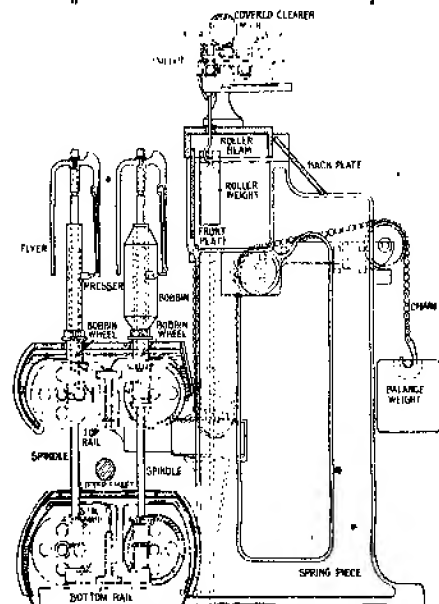 COVERED CLEARER
ROLLER
BEAM
BACK PLATE
ROLLER
WEIGHT
FRONT
PLATE
FLYER
PRESSER
BOBBIN
BOBBIN
WHEEL
BOBBIN
WHEEL
CHAIN
BALANCE
WEIGHT
TOP
RAIL
SPINDLE
SPINDLE
SPRING PIECE
BOTTOM RAIL